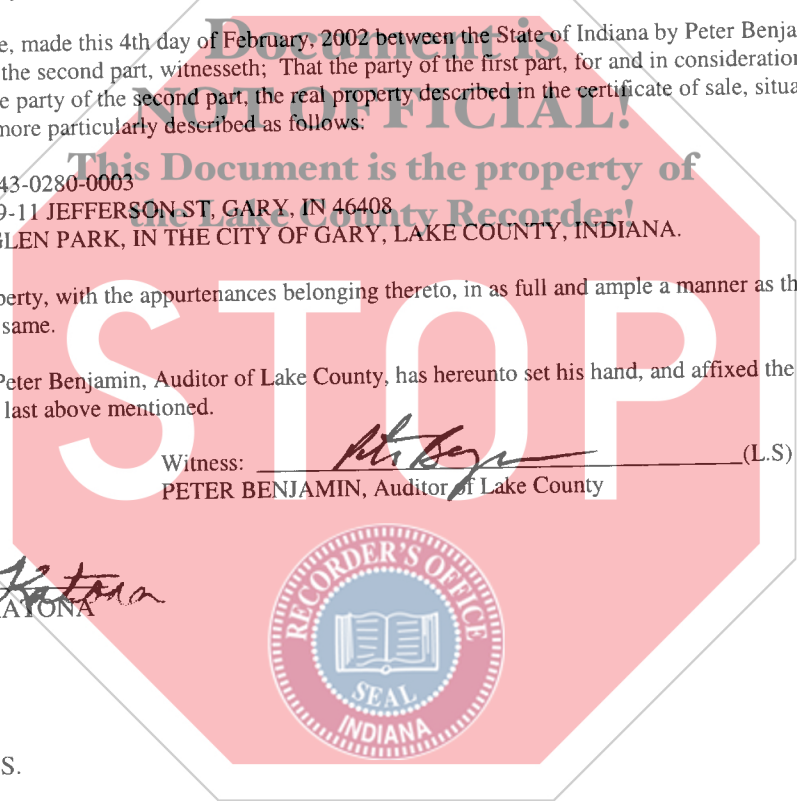 e, made this 4th day of February, 2002 between the State of Indiana by Peter Benja
the second part, witnesseth; That the party of the first part, for and in consideration
e party of the second part, the real property described in the certificate of sale, situa
more particularly described as follows:
Document is
NOT OFFICIAL!
This Document is the property of
the Lake County Recorder!
43-0280-0003
9-11 JEFFERSON ST, GARY, IN 46408
GLEN PARK, IN THE CITY OF GARY, LAKE COUNTY, INDIANA.
perty, with the appurtenances belonging thereto, in as full and ample a manner as th
same.
Peter Benjamin, Auditor of Lake County, has hereunto set his hand, and affixed the
last above mentioned.
STOP
Witness: (L.S)
PETER BENJAMIN, Auditor of Lake County
Katona
KATONA
RECORDER'S OFFICE
SEAL
INDIANA
S.